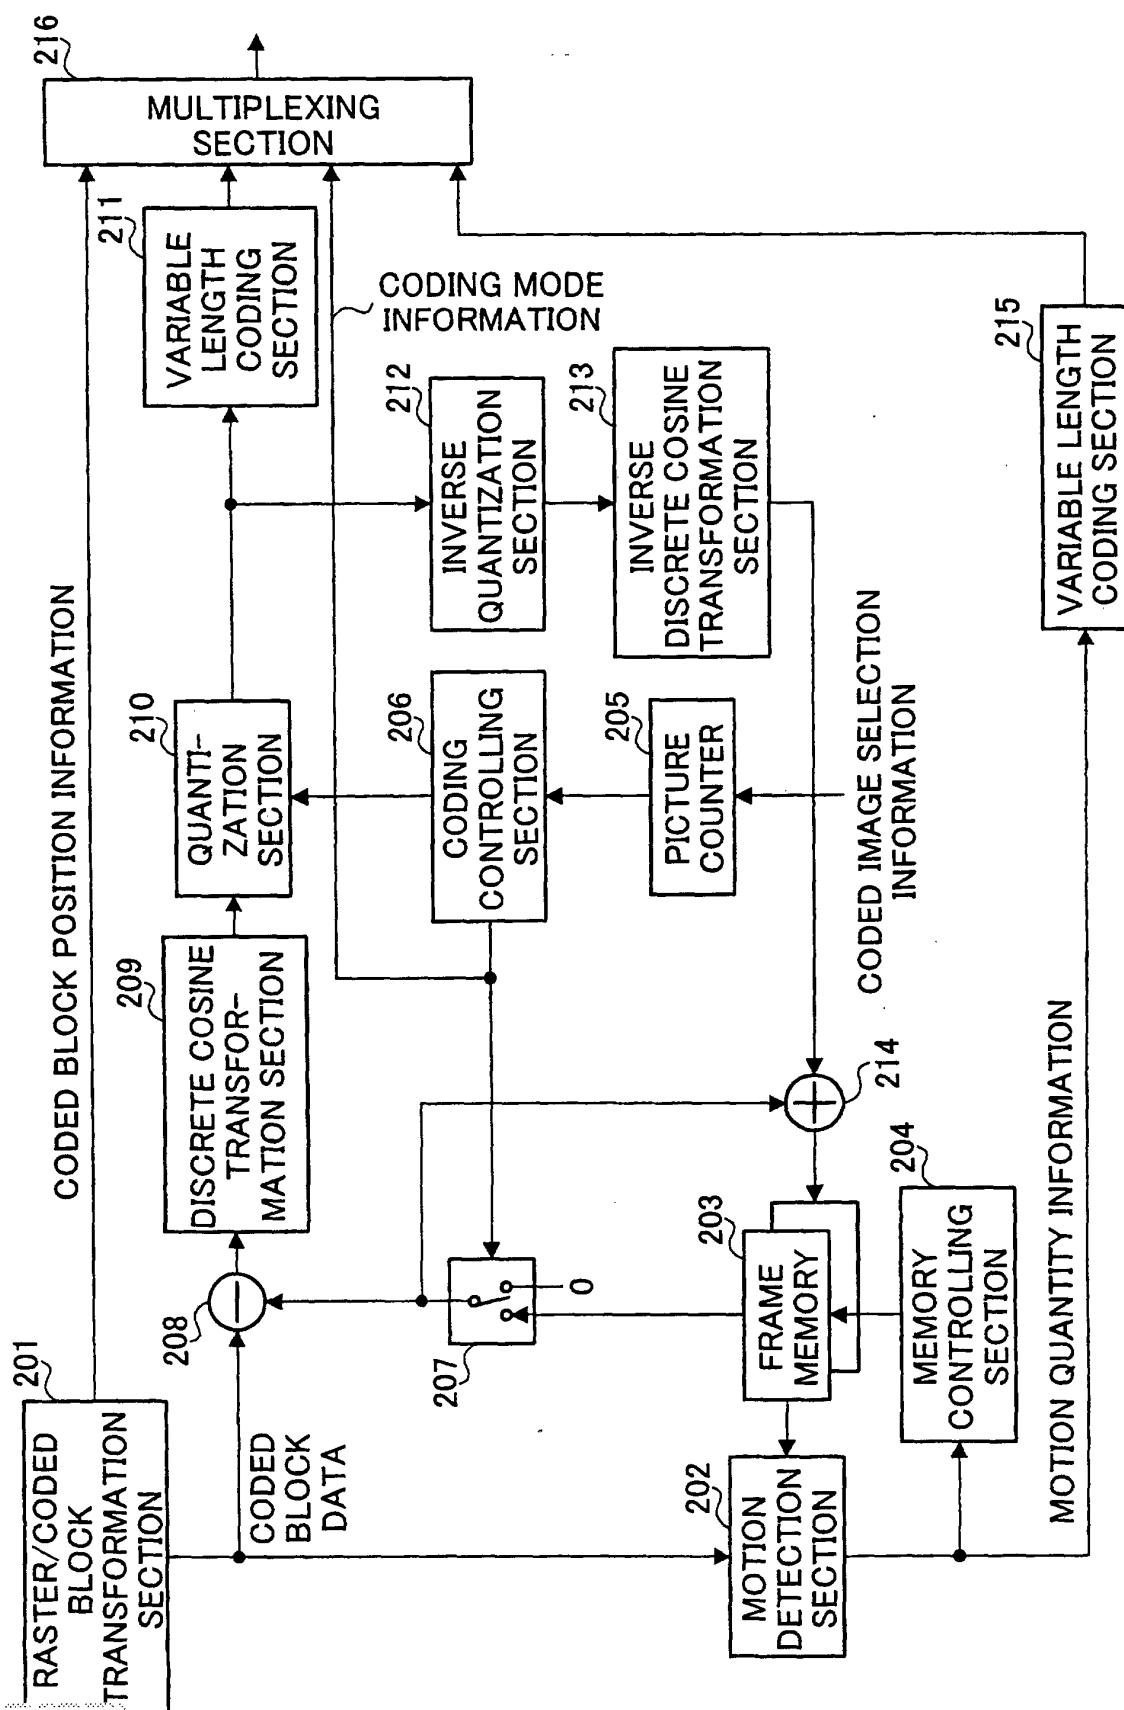 201
RASTER/CODED
BLOCK
TRANSFORMATION
SECTION
CODED BLOCK POSITION INFORMATION
216
MULTIPLEXING
SECTION
208
209
DISCRETE COSINE
TRANSFOR-
MATION SECTION
210
QUANTI-
ZATION
SECTION
211
VARIABLE
LENGTH
CODING
SECTION
CODED
BLOCK
DATA
CODING MODE
INFORMATION
207
0
206
CODING
CONTROLLING
SECTION
212
INVERSE
QUANTIZATION
SECTION
205
PICTURE
COUNTER
213
INVERSE
DISCRETE COSINE
TRANSFORMATION
SECTION
202
MOTION
DETECTION
SECTION
203
FRAME
MEMORY
214
CODED IMAGE SELECTION
INFORMATION
204
MEMORY
CONTROLLING
SECTION
MOTION QUANTITY INFORMATION
215
VARIABLE LENGTH
CODING SECTION